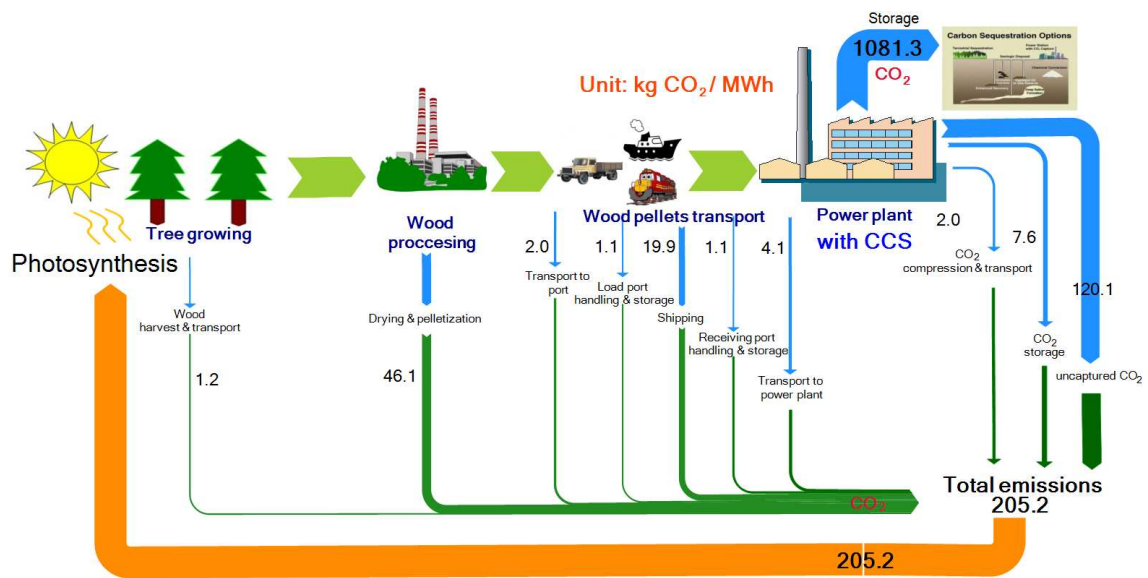 Storage
1081.3
CO₂
Carbon Sequestration Options
Unit: kg CO₂/ MWh
Tree growing
Wood
proccesing
Wood pellets transport
Power plant
with CCS
Photosynthesis
2.0
1.1
19.9
1.1
4.1
2.0
7.6
120.1
Wood
harvest & transport
Drying & pelletization
Transport to
port
Load port
handling & storage
Shipping
Receiving port
handling & storage
Transport to
power plant
CO₂
compression & transport
CO₂
storage
uncaptured CO₂
1.2
46.1
CO₂
Total emissions
205.2
205.2